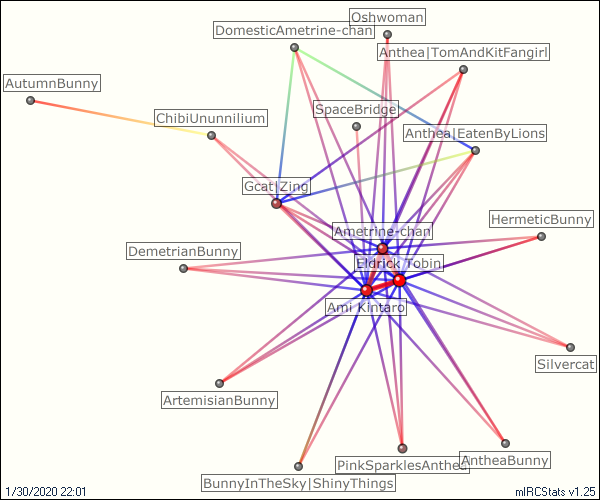 Oshwoman
DomesticAmetrine-chan
Anthea|TomAndKitFangirl
AutumnBunny
SpaceBridge
ChibiUnunnilium
Anthea|EatenByLions
Gcat|Zing
HermeticBunny
Ametrine-chan
DemetrianBunny
Eldrick Tobin
Ami Kintaro
Silvercat
ArtemisianBunny
AntheaBunny
PinkSparklesAnthea
BunnyInTheSky|ShinyThings
1/30/2020 22:01
mIRCStats v1.25